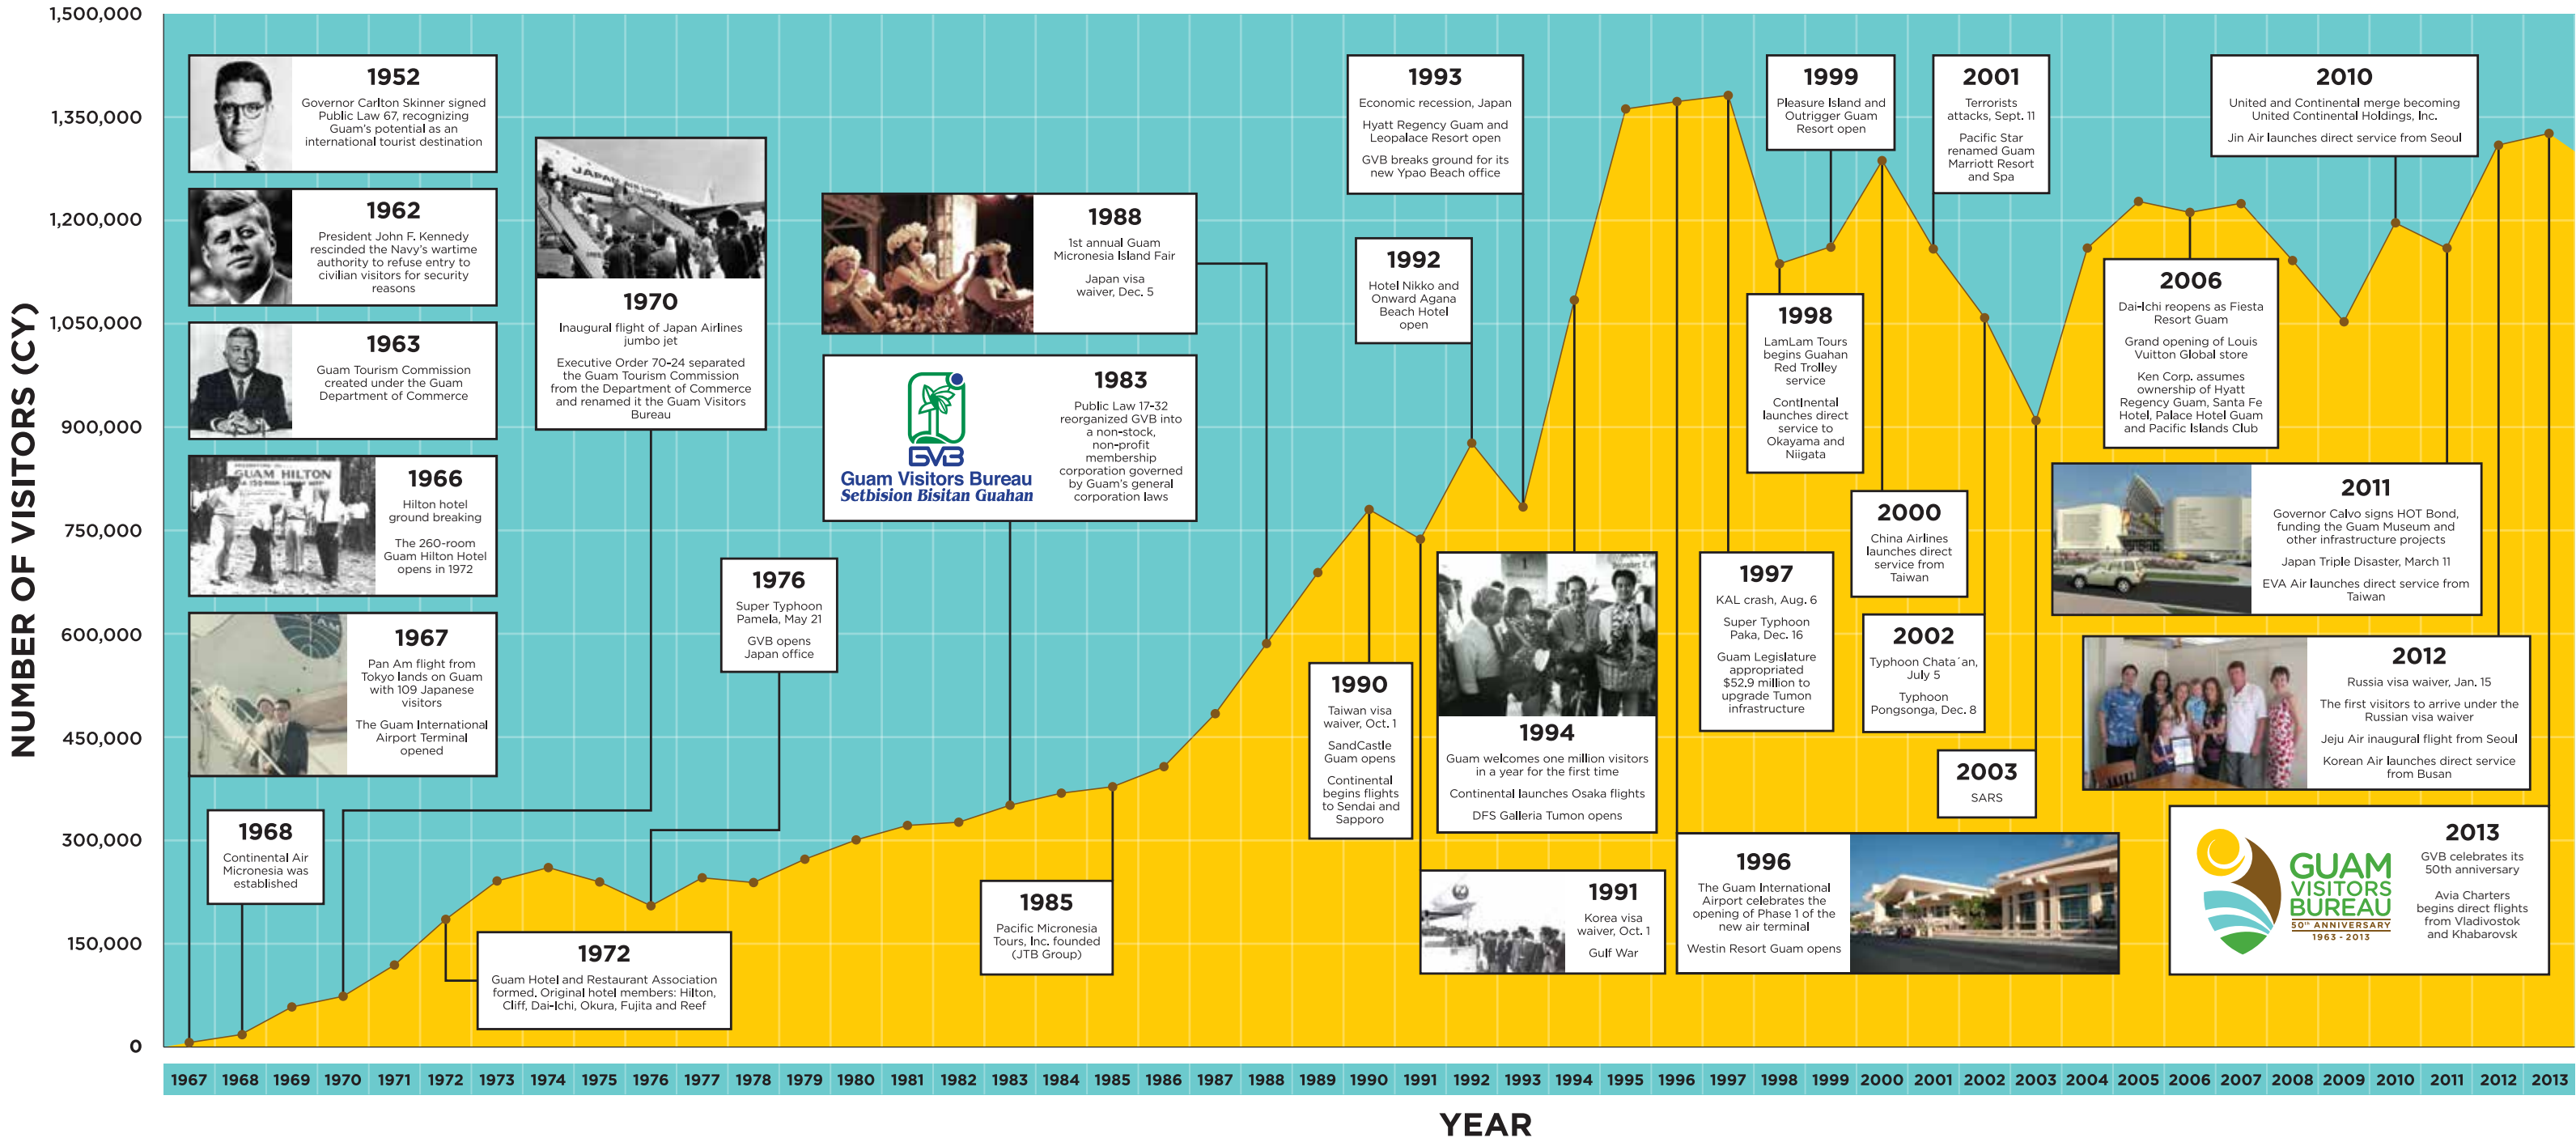 NUMBER OF VISITORS (CY)
1,500,000
1,350,000
1,200,000
1,050,000
900,000
750,000
600,000
450,000
300,000
150,000
0
1952
Governor Carlton Skinner signed
Public Law 67, recognizing
Guam's potential as an
international tourist destination
1962
President John F. Kennedy
rescinded the Navy's wartime
authority to refuse entry to
civilian visitors for security
reasons
1963
Guam Tourism Commission
created under the Guam
Department of Commerce
GUAM HILTON
1966
Hilton hotel
ground breaking
The 260-room
Guam Hilton Hotel
opens in 1972
1967
Pan Am flight from
Tokyo lands on Guam
with 109 Japanese
visitors
The Guam International
Airport Terminal
opened
1968
Continental Air
Micronesia was
established
JAPAN AIR LINES
1970
Inaugural flight of Japan Airlines
jumbo jet
Executive Order 70-24 separated
the Guam Tourism Commission
from the Department of Commerce
and renamed it the Guam Visitors
Bureau
1972
Guam Hotel and Restaurant Association
formed. Original hotel members: Hilton,
Cliff, Dai-Ichi, Okura, Fujita and Reef
1976
Super Typhoon
Pamela, May 21
GVB opens
Japan office
1988
1st annual Guam
Micronesia Island Fair
Japan visa
waiver, Dec. 5
GVB
Guam Visitors Bureau
Setbision Bisitan Guahan
1983
Public Law 17-32
reorganized GVB into
a non-stock,
non-profit
membership
corporation governed
by Guam's general
corporation laws
1985
Pacific Micronesia
Tours, Inc. founded
(JTB Group)
1990
Taiwan visa
waiver, Oct. 1
SandCastle
Guam opens
Continental
begins flights
to Sendai and
Sapporo
1991
Korea visa
waiver, Oct. 1
Gulf War
1992
Hotel Nikko and
Onward Agana
Beach Hotel
open
1993
Economic recession, Japan
Hyatt Regency Guam and
Leopalace Resort open
GVB breaks ground for its
new Ypao Beach office
1994
Guam welcomes one million visitors
in a year for the first time
Continental launches Osaka flights
DFS Galleria Tumon opens
1996
The Guam International
Airport celebrates the
opening of Phase 1 of the
new air terminal
Westin Resort Guam opens
1997
KAL crash, Aug. 6
Super Typhoon
Paka, Dec. 16
Guam Legislature
appropriated
$52.9 million to
upgrade Tumon
infrastructure
1998
LamLam Tours
begins Guahan
Red Trolley
service
Continental
launches direct
service to
Okayama and
Niigata
1999
Pleasure Island and
Outrigger Guam
Resort open
2000
China Airlines
launches direct
service from
Taiwan
2001
Terrorists
attacks, Sept. 11
Pacific Star
renamed Guam
Marriott Resort
and Spa
2002
Typhoon Chata´an,
July 5
Typhoon
Pongsonga, Dec. 8
2003
SARS
2006
Dai-Ichi reopens as Fiesta
Resort Guam
Grand opening of Louis
Vuitton Global store
Ken Corp. assumes
ownership of Hyatt
Regency Guam, Santa Fe
Hotel, Palace Hotel Guam
and Pacific Islands Club
2010
United and Continental merge becoming
United Continental Holdings, Inc.
Jin Air launches direct service from Seoul
2011
Governor Calvo signs HOT Bond,
funding the Guam Museum and
other infrastructure projects
Japan Triple Disaster, March 11
EVA Air launches direct service from
Taiwan
2012
Russia visa waiver, Jan. 15
The first visitors to arrive under the
Russian visa waiver
Jeju Air inaugural flight from Seoul
Korean Air launches direct service
from Busan
GUAM
VISITORS
BUREAU
50th ANNIVERSARY
1963 - 2013
2013
GVB celebrates its
50th anniversary
Avia Charters
begins direct flights
from Vladivostok
and Khabarovsk
1967 1968 1969 1970 1971 1972 1973 1974 1975 1976 1977 1978 1979 1980 1981 1982 1983 1984 1985 1986 1987 1988 1989 1990 1991 1992 1993 1994 1995 1996 1997 1998 1999 2000 2001 2002 2003 2004 2005 2006 2007 2008 2009 2010 2011 2012 2013
YEAR